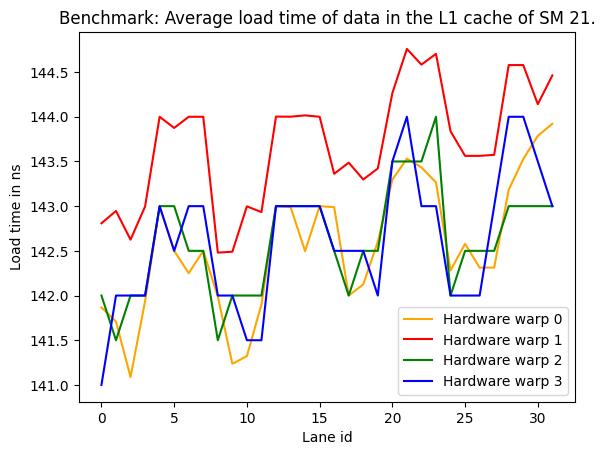 Benchmark: Average load time of data in the L1 cache of SM 21.
Load time in ns
144.5
144.0
143.5
143.0
142.5
142.0
141.5
141.0
Hardware warp 0
Hardware warp 1
Hardware warp 2
Hardware warp 3
0 5 10 15 20 25 30
Lane id